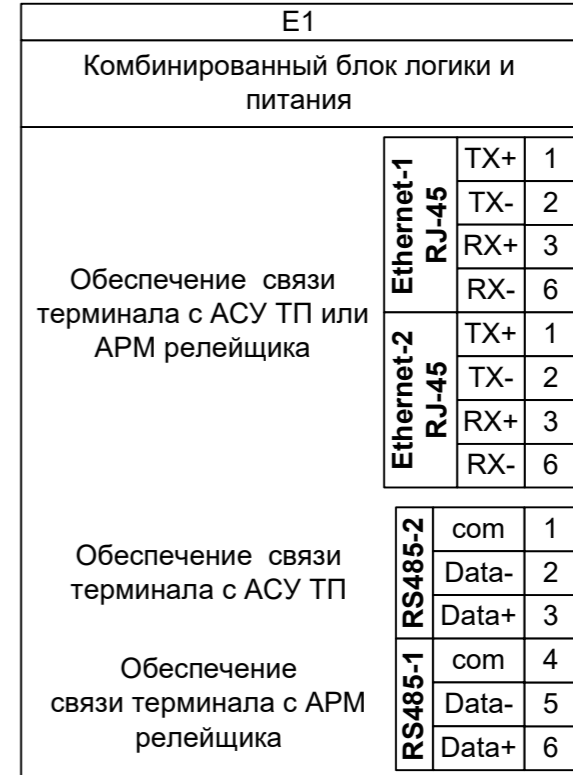 E1
Комбинированный блок логики и
питания
Обеспечение связи
терминала с АСУ ТП или
АРМ релейщика
Ethernet-1
RJ-45
TX+ 1
TX- 2
RX+ 3
RX- 6
Ethernet-2
RJ-45
TX+ 1
TX- 2
RX+ 3
RX- 6
Обеспечение связи
терминала с АСУ ТП
RS485-2
com 1
Data- 2
Data+ 3
Обеспечение
связи терминала с АРМ
релейщика
RS485-1
com 4
Data- 5
Data+ 6